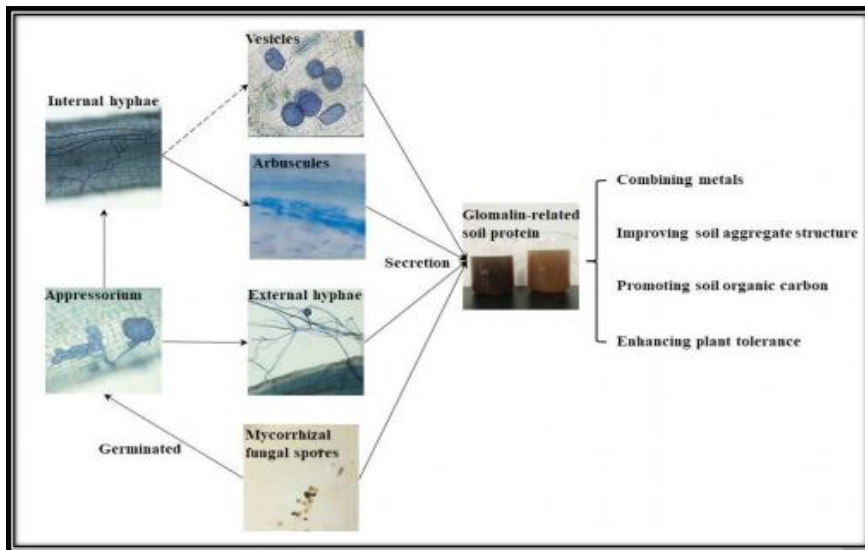 Vesicles
Internal hyphae
Arbuscules
Combining metals
Glomalin-related
soil protein
Improving soil aggregate structure
Secretion
Promoting soil organic carbon
Appressorium
External hyphae
Enhancing plant tolerance
Mycorrhizal
fungal spores
Germinated